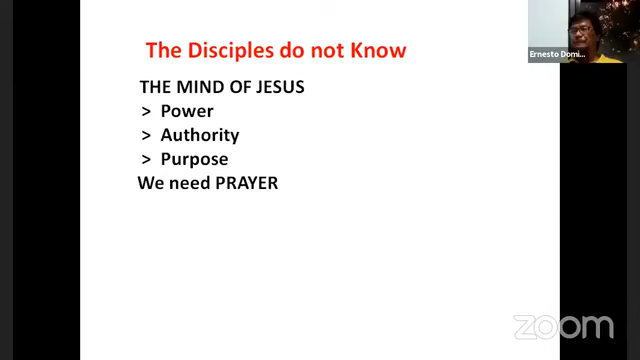 The Disciples do not Know
THE MIND OF JESUS
> Power
> Authority
> Purpose
We need PRAYER
Ernesto Domi...
zoom